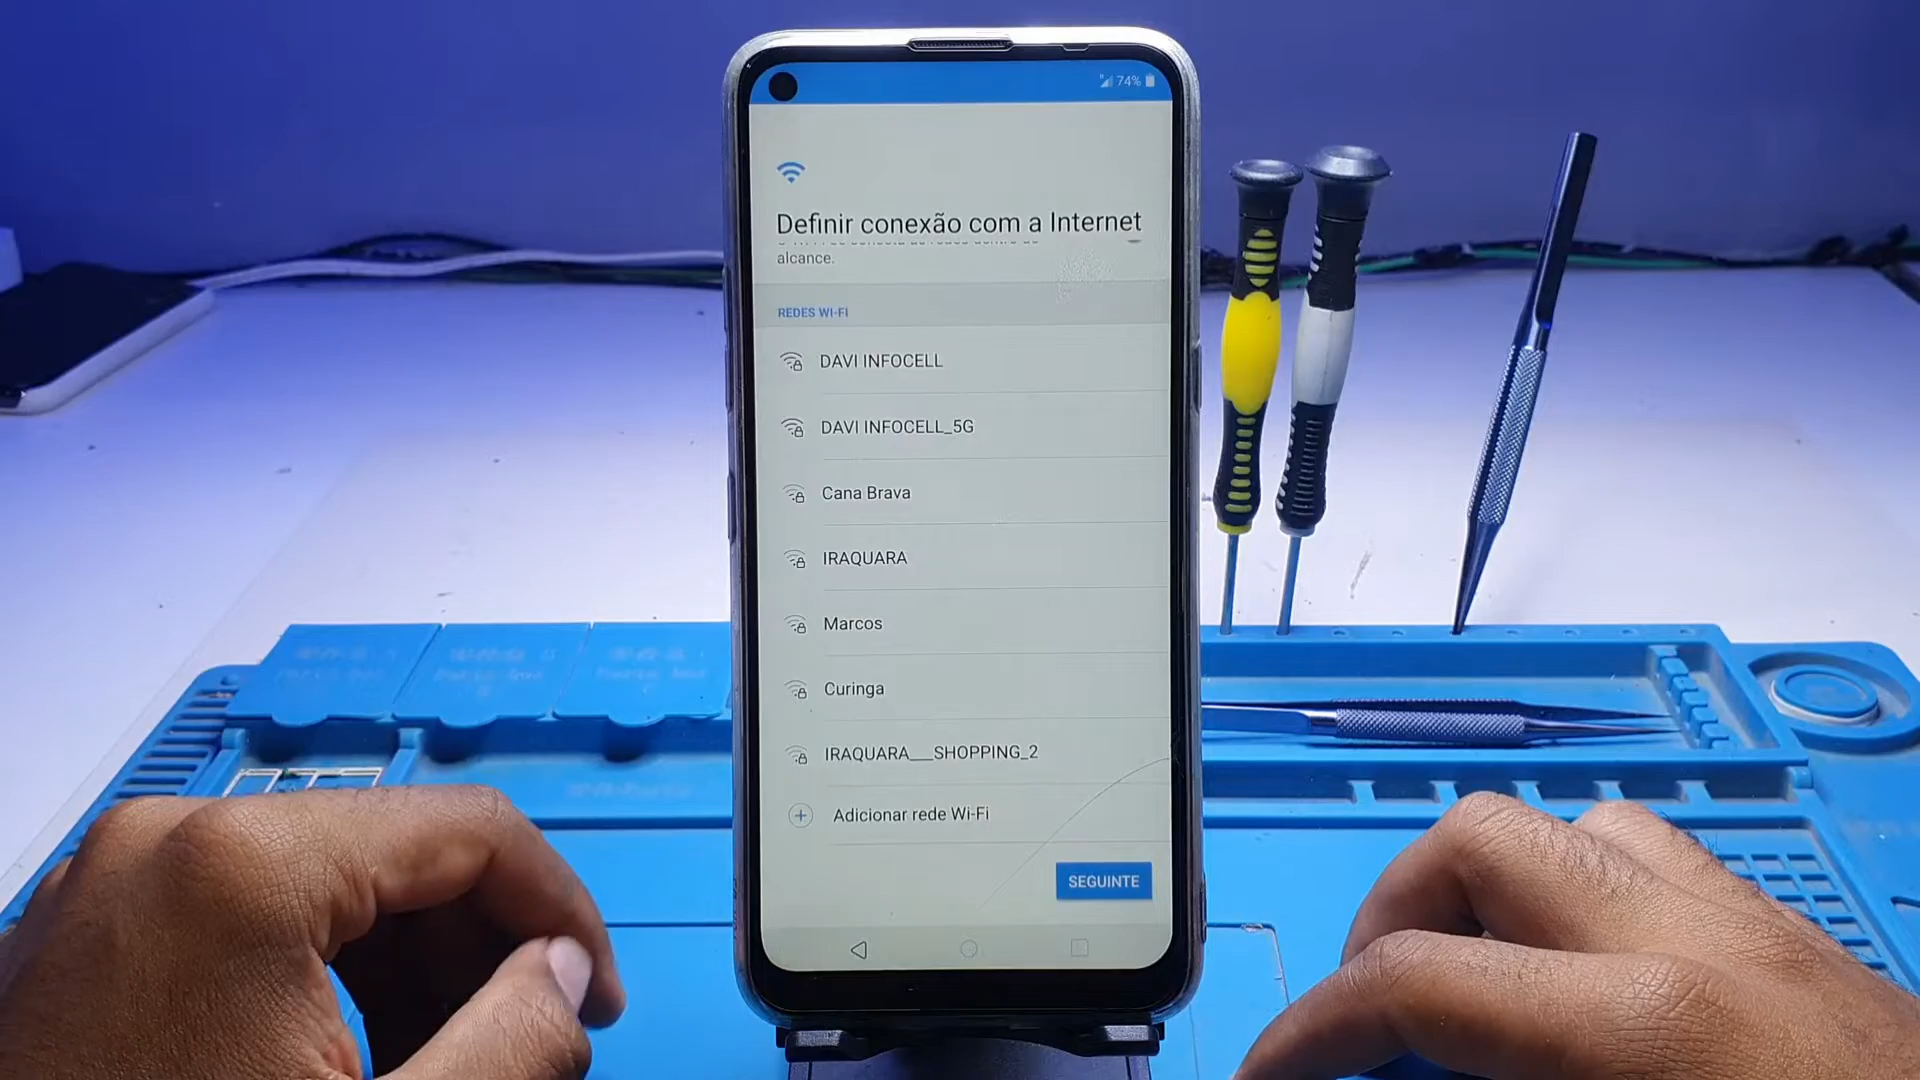 74%
Definir conexão com a Internet
alcance.
REDES WI-FI
DAVI INFOCELL
DAVI INFOCELL_5G
Cana Brava
IRAQUARA
Marcos
Curinga
IRAQUARA___SHOPPING_2
Adicionar rede Wi-Fi
SEGUINTE